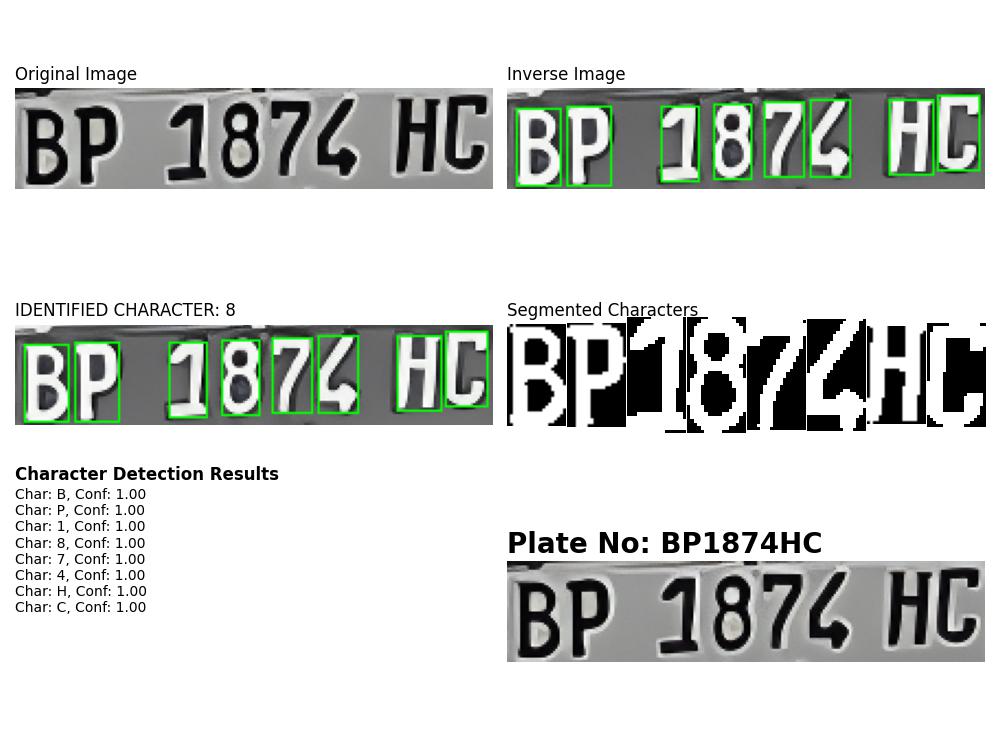 Original Image
BP 1874 HC
Inverse Image
BP 1874 HC
IDENTIFIED CHARACTER: 8
BP 1874 HC
Segmented Characters
BP1874HC
Character Detection Results
Char: B, Conf: 1.00
Char: P, Conf: 1.00
Char: 1, Conf: 1.00
Char: 8, Conf: 1.00
Char: 7, Conf: 1.00
Char: 4, Conf: 1.00
Char: H, Conf: 1.00
Char: C, Conf: 1.00
Plate No: BP1874HC
BP 1874 HC